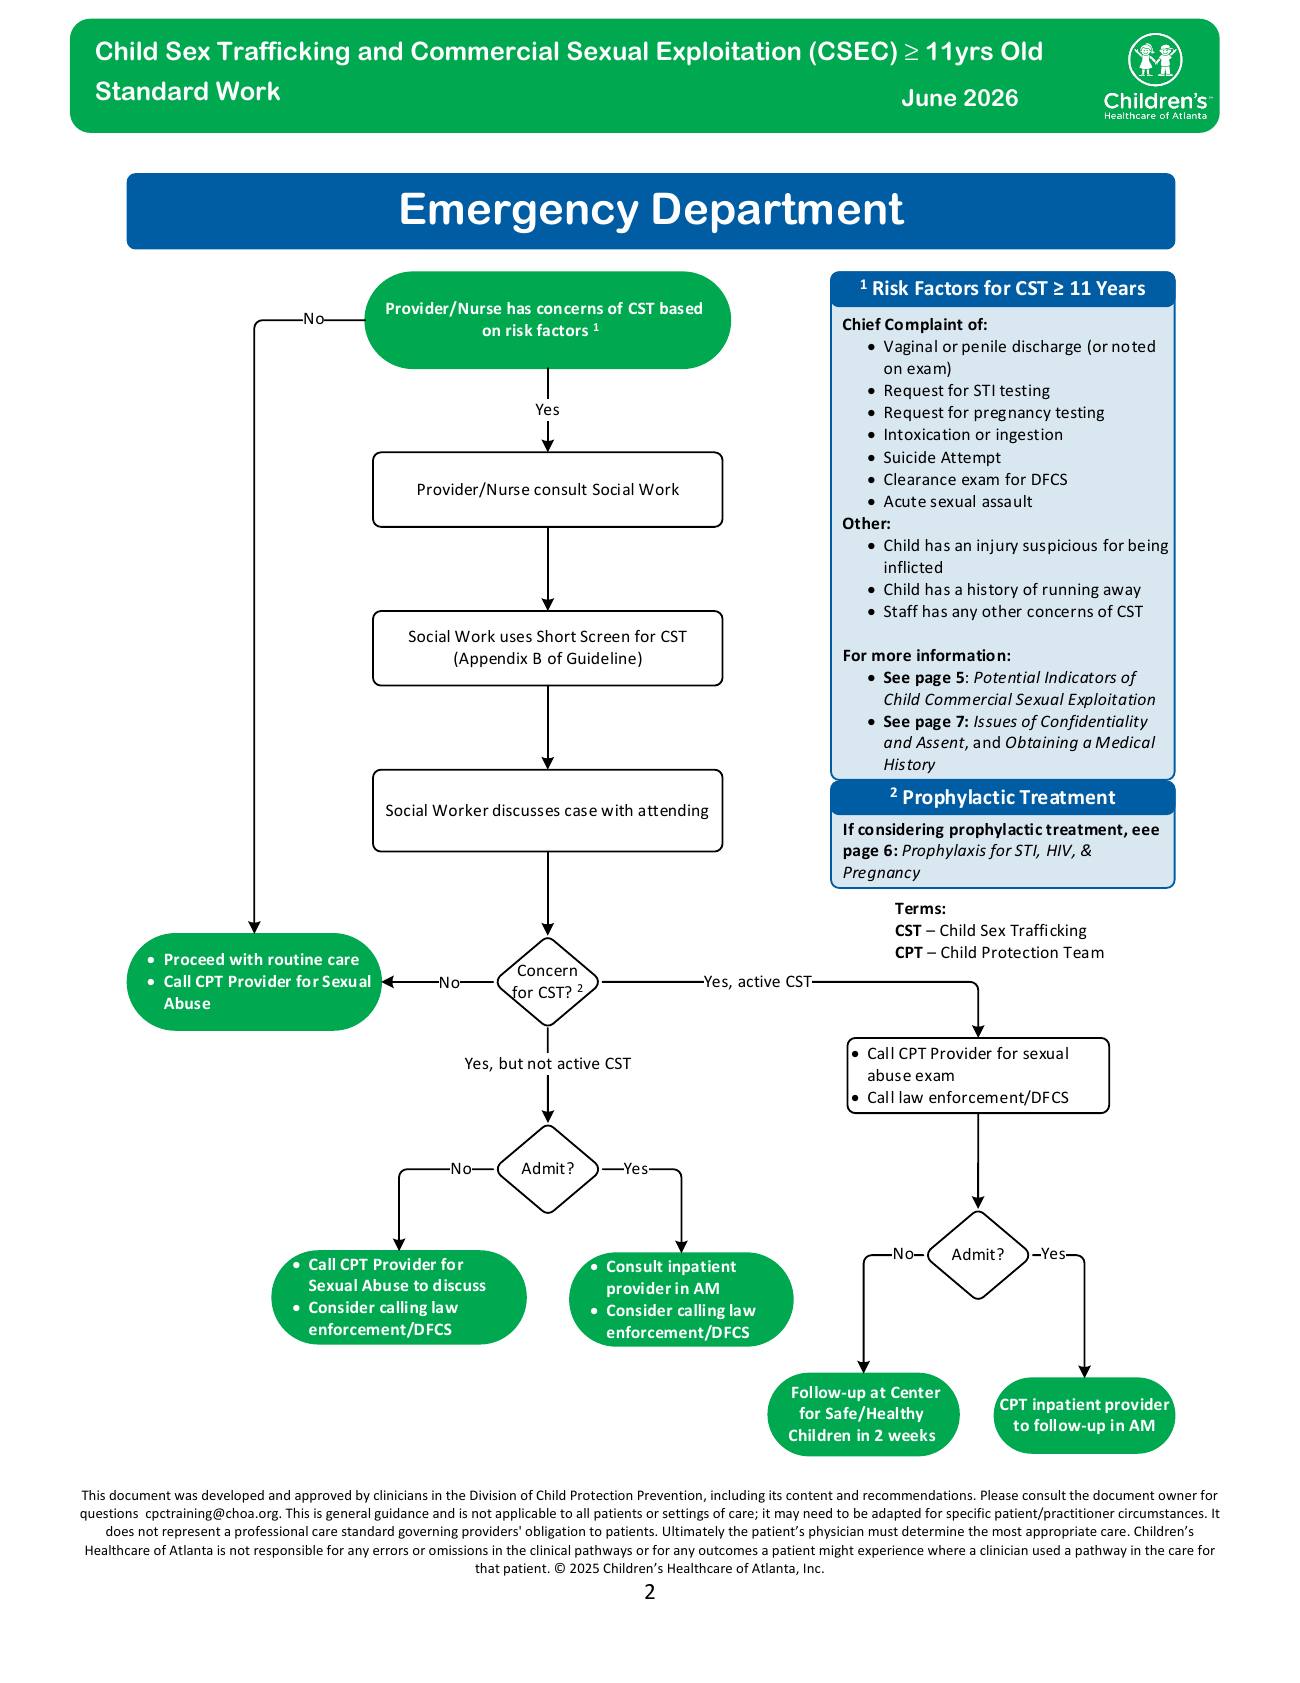 Child Sex Trafficking and Commercial Sexual Exploitation (CSEC) ≥ 11yrs Old
Standard Work
June 2026
Children's
Healthcare of Atlanta
Emergency Department
Provider/Nurse has concerns of CST based
on risk factors 1
No
Yes
Provider/Nurse consult Social Work
Social Work uses Short Screen for CST
(Appendix B of Guideline)
Social Worker discusses case with attending
1 Risk Factors for CST ≥ 11 Years
Chief Complaint of:
• Vaginal or penile discharge (or noted
on exam)
• Request for STI testing
• Request for pregnancy testing
• Intoxication or ingestion
• Suicide Attempt
• Clearance exam for DFCS
• Acute sexual assault
Other:
• Child has an injury suspicious for being
inflicted
• Child has a history of running away
• Staff has any other concerns of CST
For more information:
• See page 5: Potential Indicators of
Child Commercial Sexual Exploitation
• See page 7: Issues of Confidentiality
and Assent, and Obtaining a Medical
History
2 Prophylactic Treatment
If considering prophylactic treatment, eee
page 6: Prophylaxis for STI, HIV, &
Pregnancy
Terms:
CST – Child Sex Trafficking
CPT – Child Protection Team
• Proceed with routine care
• Call CPT Provider for Sexual
Abuse
No
Concern
for CST? 2
Yes, active CST
Yes, but not active CST
• Call CPT Provider for sexual
abuse exam
• Call law enforcement/DFCS
No
Admit?
Yes
• Call CPT Provider for
Sexual Abuse to discuss
• Consider calling law
enforcement/DFCS
• Consult inpatient
provider in AM
• Consider calling law
enforcement/DFCS
No
Admit?
Yes
Follow-up at Center
for Safe/Healthy
Children in 2 weeks
CPT inpatient provider
to follow-up in AM
This document was developed and approved by clinicians in the Division of Child Protection Prevention, including its content and recommendations. Please consult the document owner for
questions cpctraining@choa.org. This is general guidance and is not applicable to all patients or settings of care; it may need to be adapted for specific patient/practitioner circumstances. It
does not represent a professional care standard governing providers' obligation to patients. Ultimately the patient's physician must determine the most appropriate care. Children's
Healthcare of Atlanta is not responsible for any errors or omissions in the clinical pathways or for any outcomes a patient might experience where a clinician used a pathway in the care for
that patient. © 2025 Children's Healthcare of Atlanta, Inc.
2